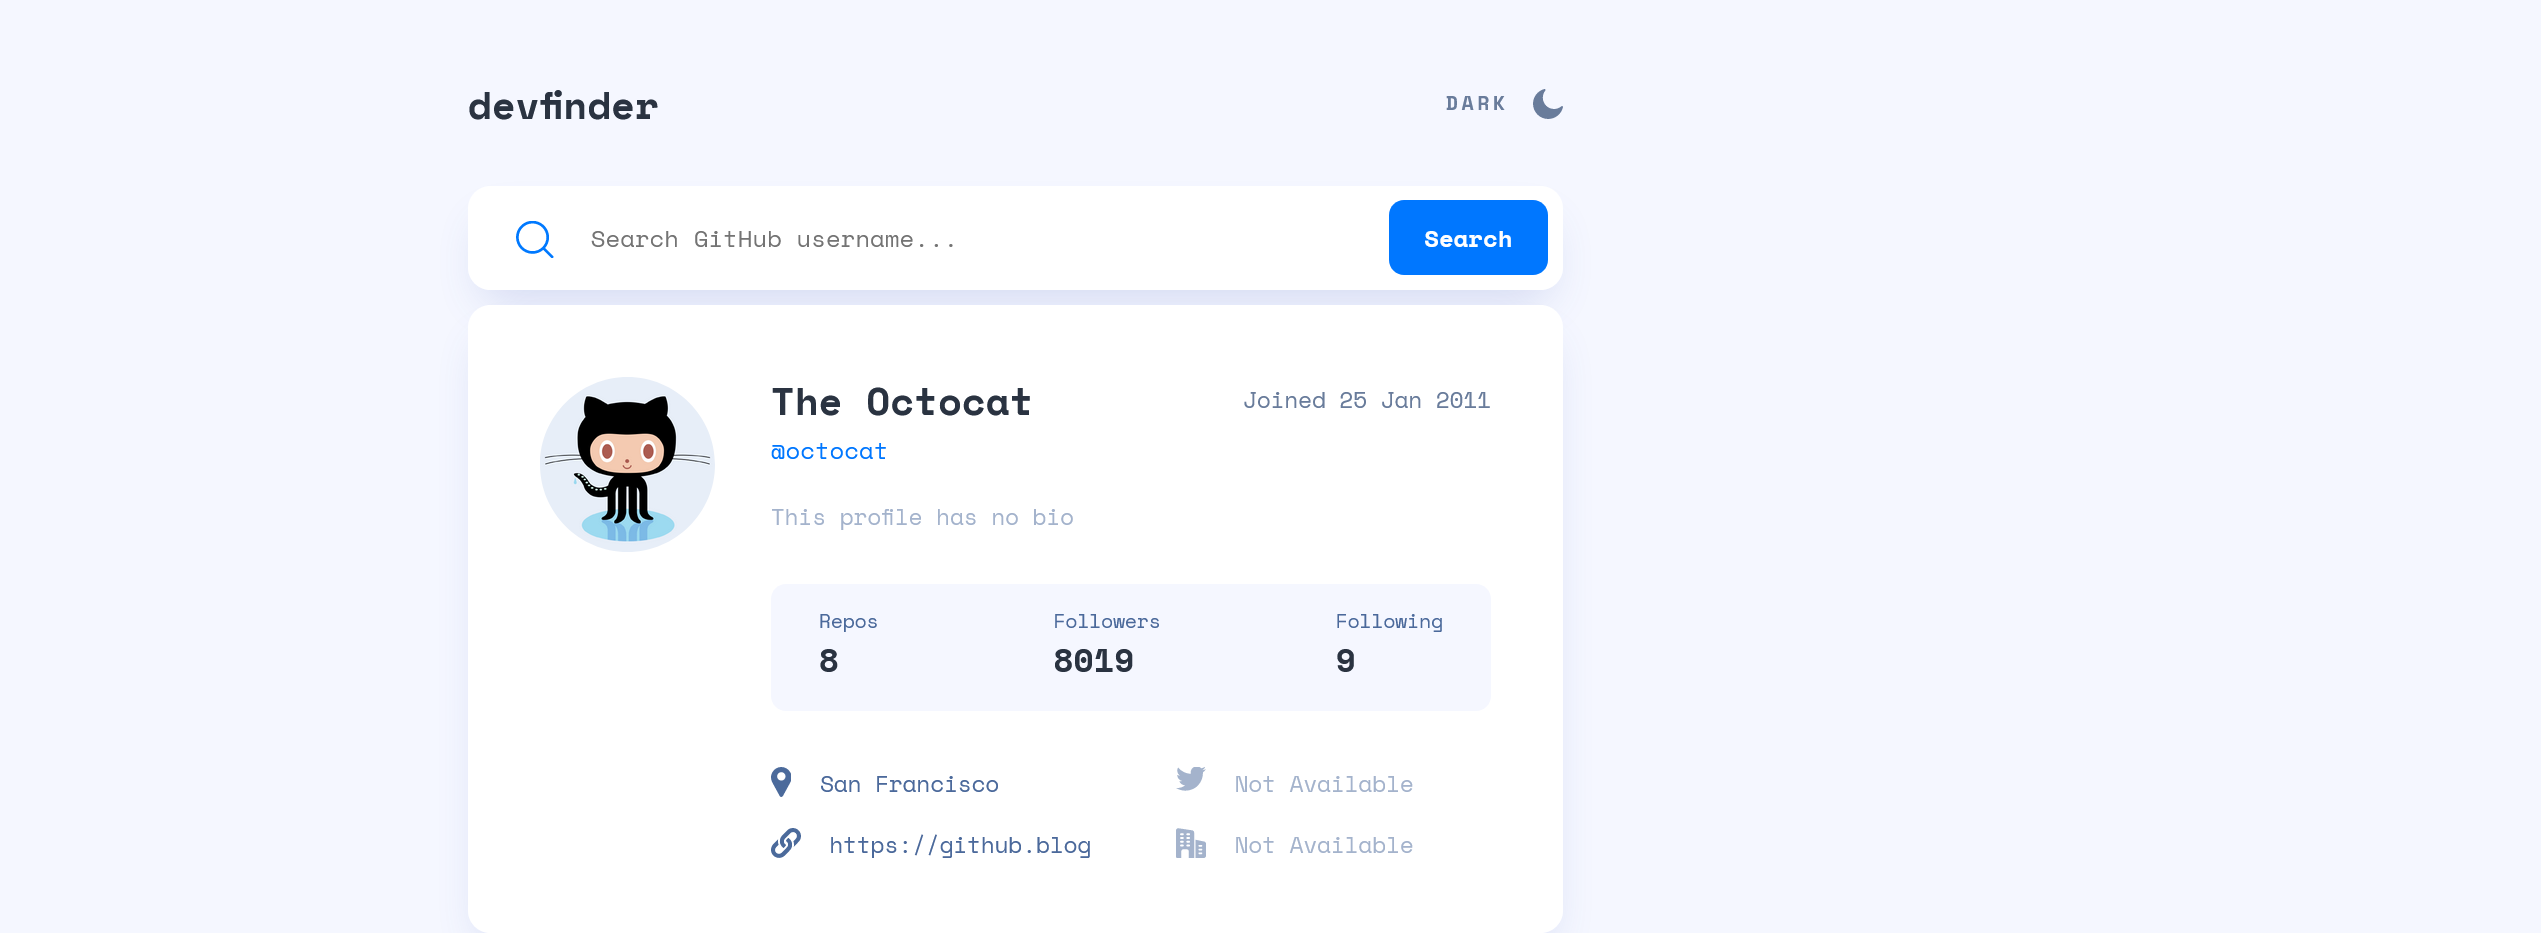 devfinder
DARK
Search GitHub username...
Search
The Octocat
Joined 25 Jan 2011
@octocat
This profile has no bio
Repos
Followers
Following
8
8019
9
San Francisco
Not Available
https://github.blog
Not Available